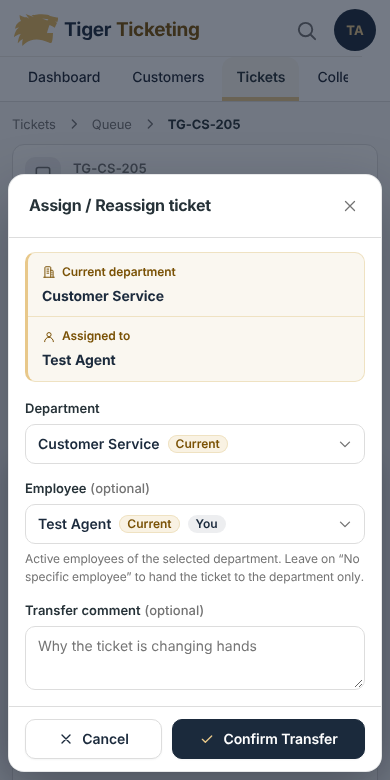 Tiger Ticketing
TA
Dashboard Customers Tickets Colle
Tickets > Queue > TG-CS-205
TG-CS-205
Assign / Reassign ticket
Current department
Customer Service
Assigned to
Test Agent
Department
Customer Service Current
Employee (optional)
Test Agent Current You
Active employees of the selected department. Leave on “No
specific employee” to hand the ticket to the department only.
Transfer comment (optional)
Why the ticket is changing hands
Cancel Confirm Transfer